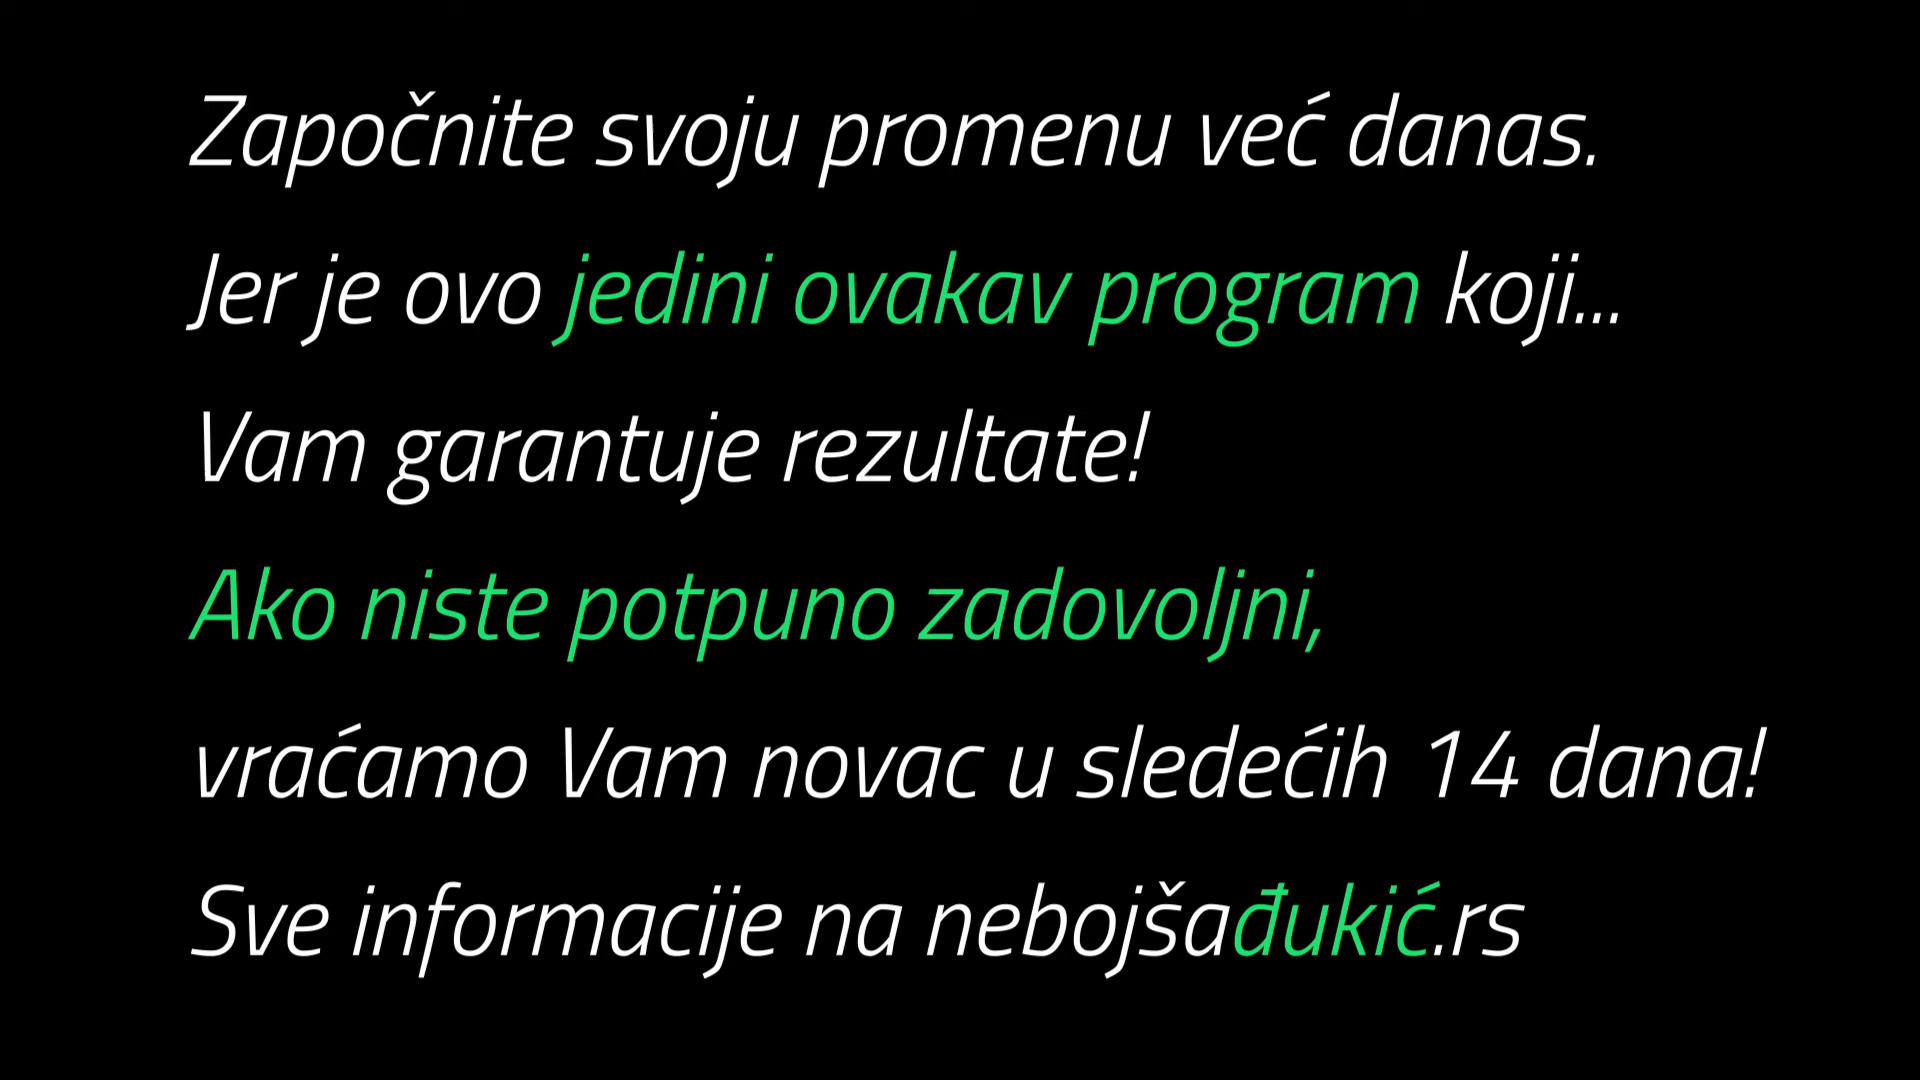 Započnite svoju promenu već danas.
Jer je ovo jedini ovakav program koji...
Vam garantuje rezultate!
Ako niste potpuno zadovoljni,
vraćamo Vam novac u sledećih 14 dana!
Sve informacije na nebojšađukić.rs